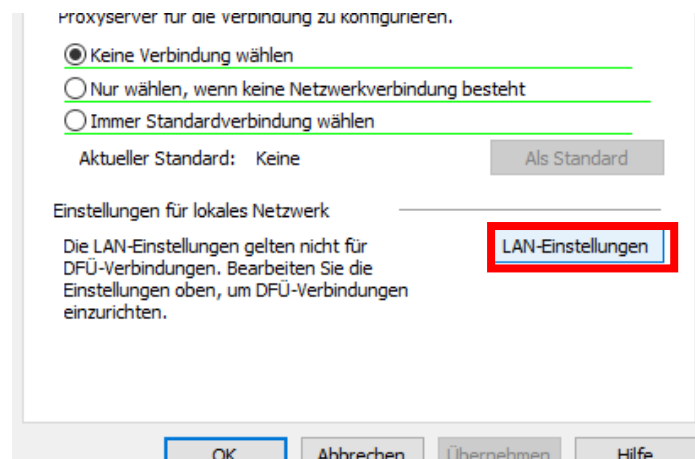 Proxyserver für die Verbindung zu konfigurieren.
Keine Verbindung wählen
Nur wählen, wenn keine Netzwerkverbindung besteht
Immer Standardverbindung wählen
Aktueller Standard: Keine
Als Standard
Einstellungen für lokales Netzwerk
Die LAN-Einstellungen gelten nicht für
DFÜ-Verbindungen. Bearbeiten Sie die
Einstellungen oben, um DFÜ-Verbindungen
einzurichten.
LAN-Einstellungen
OK
Abbrechen
Übernehmen
Hilfe